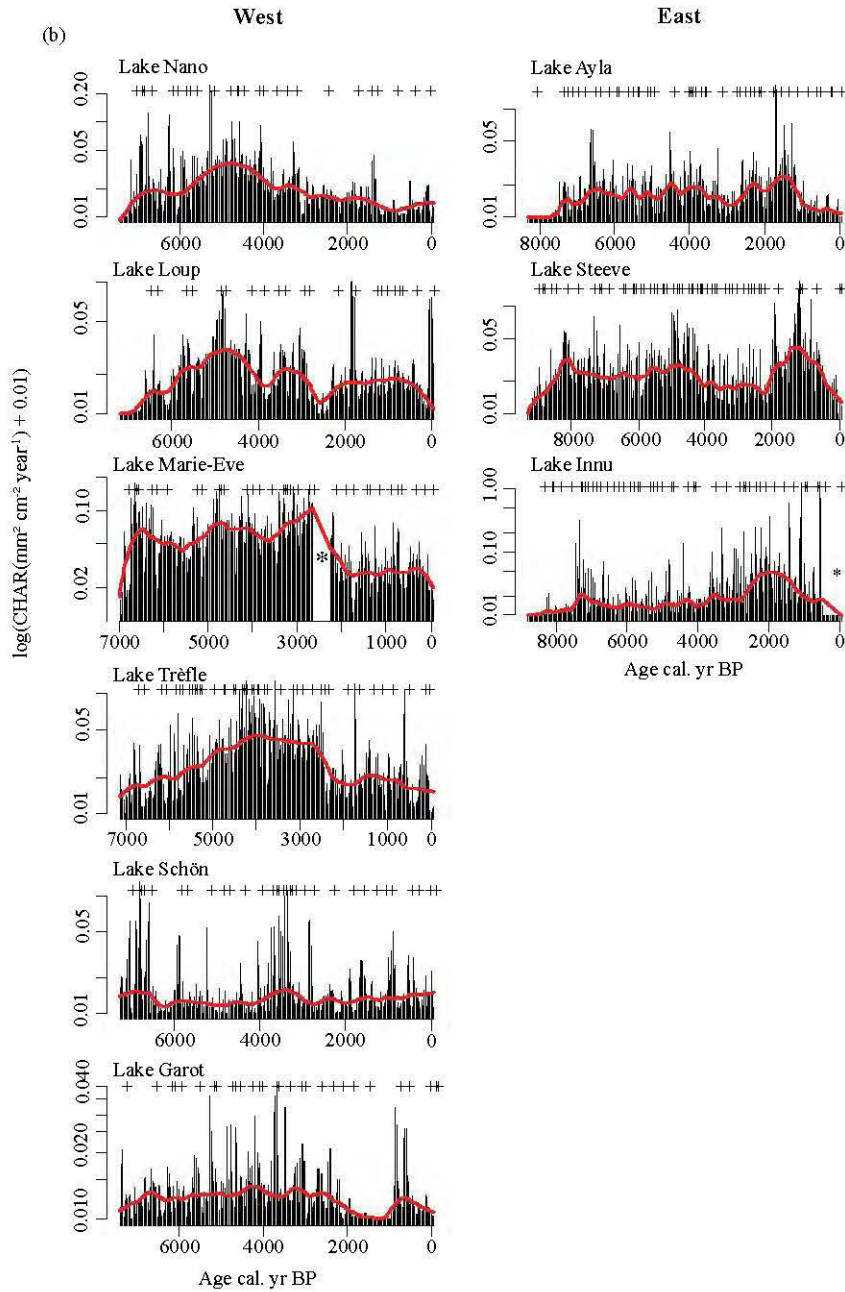 West
East
(b)
Lake Nano
0.20
0.05
0.01
6000 4000 2000 0
Lake Loup
0.05
0.01
6000 4000 2000 0
Lake Marie-Eve
0.10
0.02
*
7000 5000 3000 1000 0
Lake Trèfle
0.05
0.01
7000 5000 3000 0
Lake Schön
0.05
0.01
6000 4000 2000 0
Lake Garot
0.040
0.020
0.010
6000 4000 2000 0
Age cal. yr BP
log(CHAR(mm² cm⁻² year¹) + 0.01)
Lake Ayla
0.05
0.01
8000 6000 4000 2000 0
Lake Steeve
0.05
0.01
8000 6000 4000 2000 0
Lake Innu
1.00
0.10
0.01
*
8000 6000 4000 2000 0
Age cal. yr BP